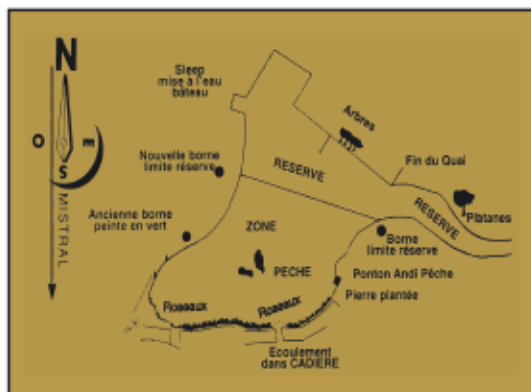 N
O
E
S
MISTRAL
Sleep
mise à l'eau
bâteau
Arbres
Nouvelle borne
limite réserve
RESERVE
Fin du Quai
Platanes
RESERVE
Ancienne borne
peinte en vert
ZONE
PECHE
Borne
limite réserve
Ponton Andi Pêche
Pierre plantée
Roseaux
Roseaux
Ecoulement
dans CADIERE